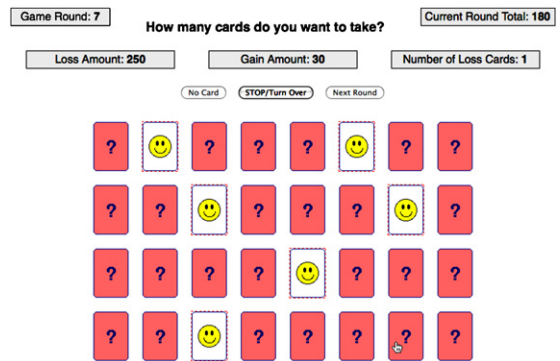 Game Round: 7
How many cards do you want to take?
Current Round Total: 180
Loss Amount: 250
Gain Amount: 30
Number of Loss Cards: 1
No Card
STOP/Turn Over
Next Round
? ? ? ? ? ?
? ? ? ? ? ?
? ? ? ? ? ? ?
? ? ? ? ? ? ?